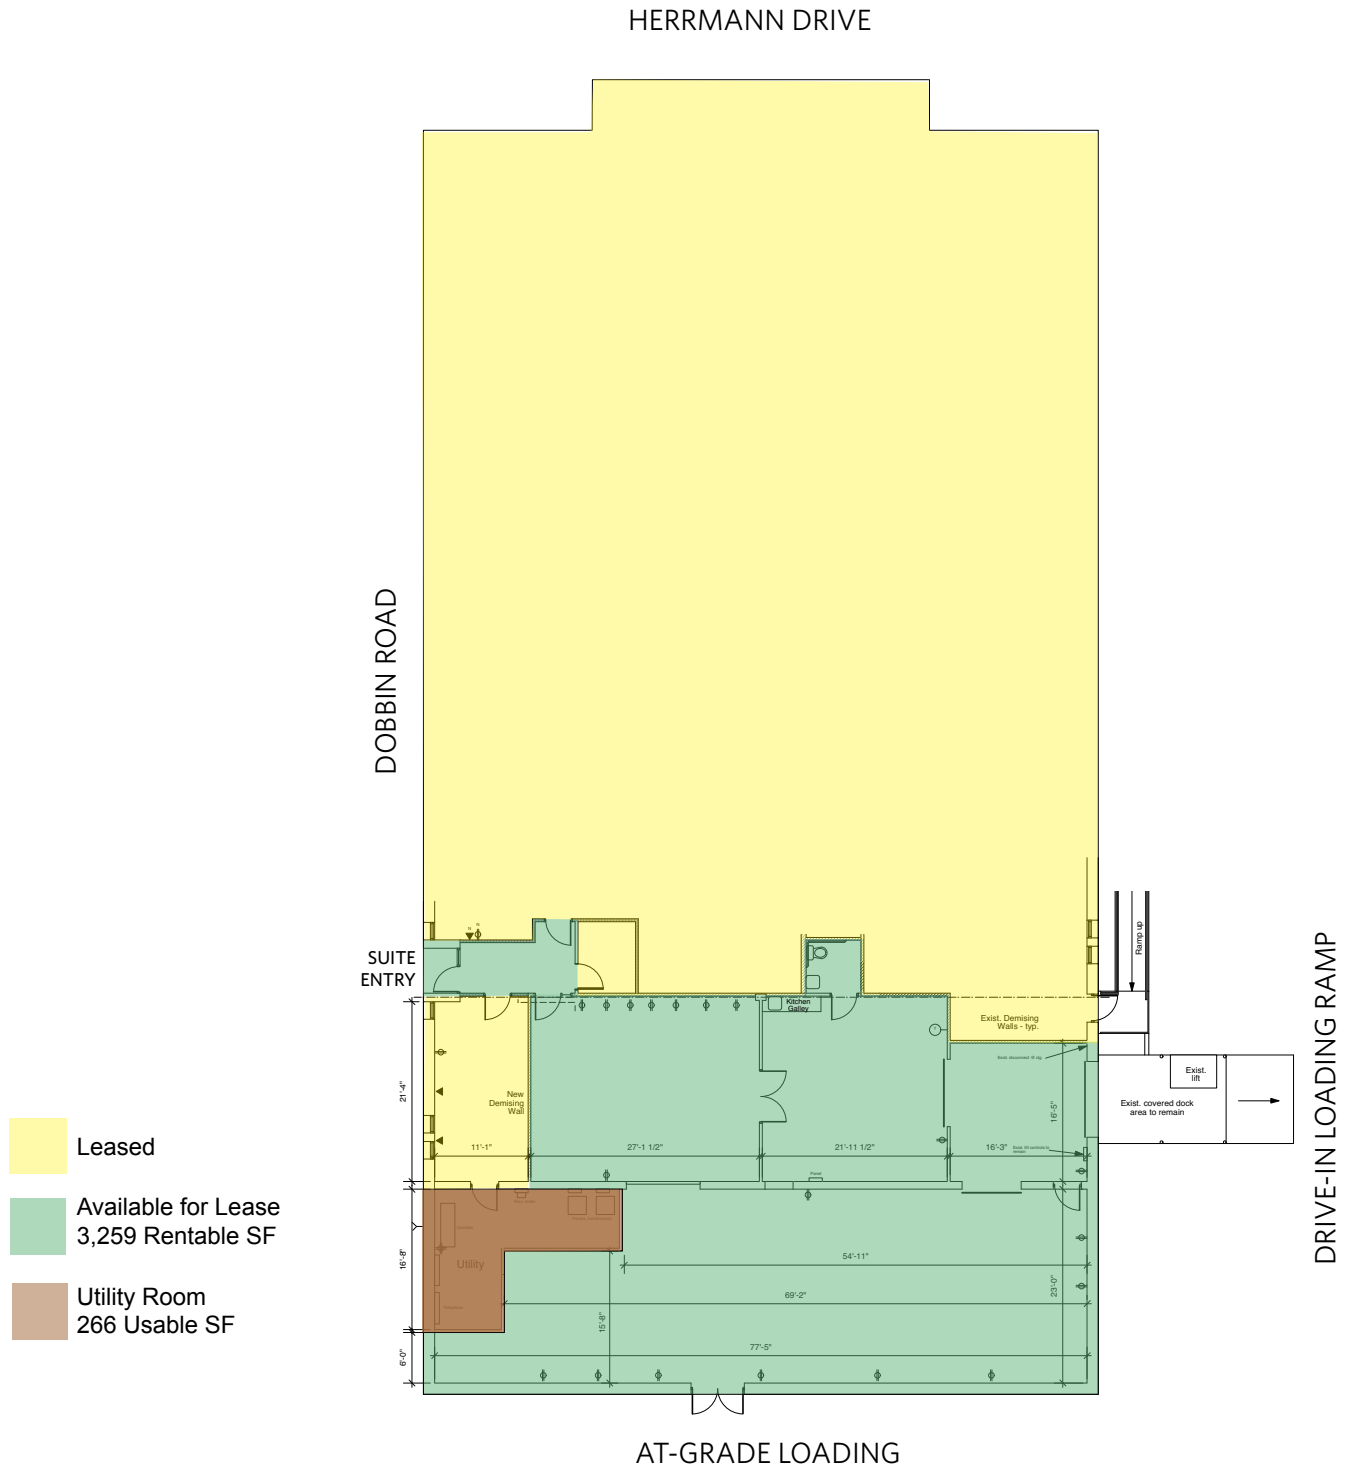 HERRMANN DRIVE
DOBBIN ROAD
SUITE
ENTRY
Kitchen
Galley
Exist. Demising
Walls - typ.
Ramp up
Exist.
lift
Exist. covered dock
area to remain
DRIVE-IN LOADING RAMP
New
Demising
Wall
21'-4"
11'-1"
27'-1 1/2"
21'-11 1/2"
16'-3"
16'-5"
Panel
Leased
Available for Lease
3,259 Rentable SF
Utility Room
266 Usable SF
Utility
16'-8"
6'-0"
15'-8"
54'-11"
69'-2"
77'-5"
23'-0"
AT-GRADE LOADING